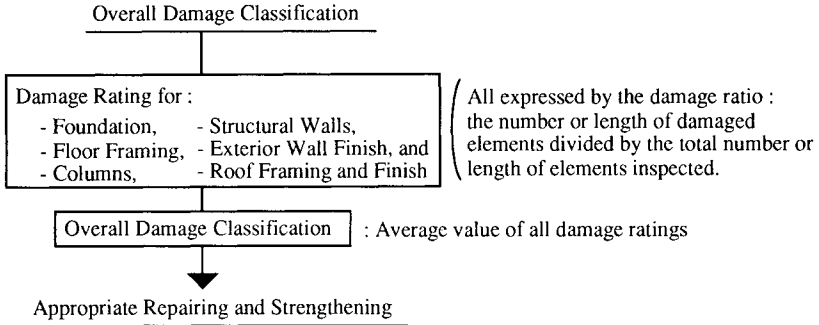 Overall Damage Classification
Damage Rating for :
- Foundation, - Structural Walls,
- Floor Framing, - Exterior Wall Finish, and
- Columns, - Roof Framing and Finish
All expressed by the damage ratio :
the number or length of damaged
elements divided by the total number or
length of elements inspected.
Overall Damage Classification : Average value of all damage ratings
Appropriate Repairing and Strengthening